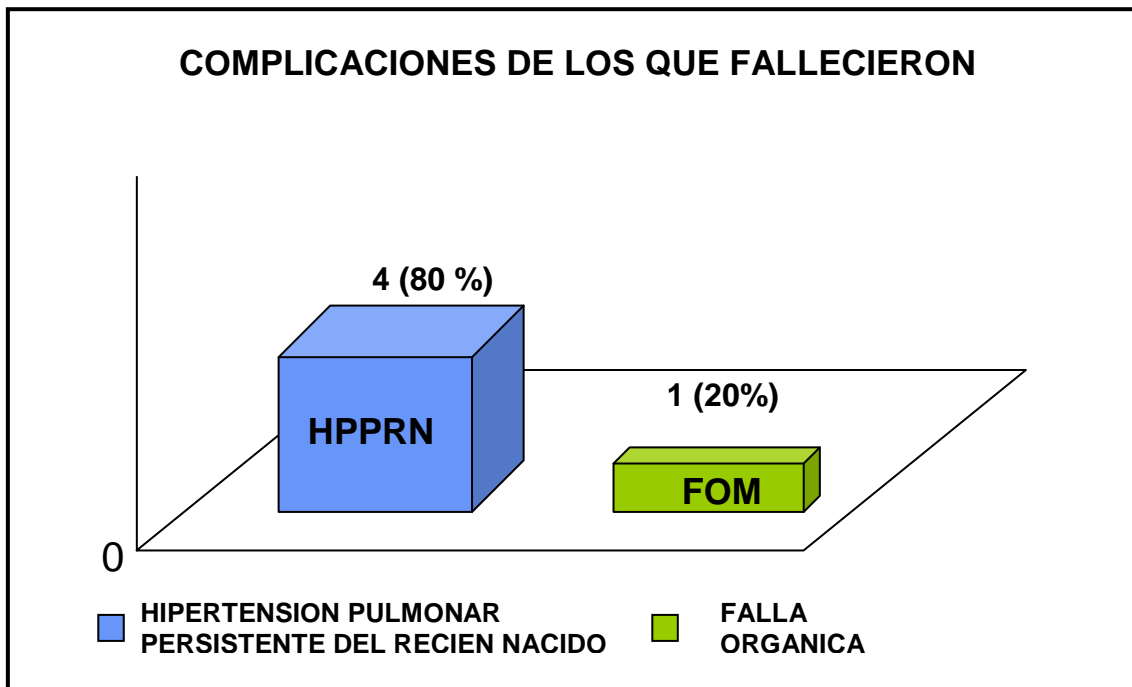 COMPLICACIONES DE LOS QUE FALLECIERON
4 (80 %)
1 (20%)
HPPRN
FOM
0
HIPERTENSION PULMONAR
PERSISTENTE DEL RECIEN NACIDO
FALLA
ORGANICA